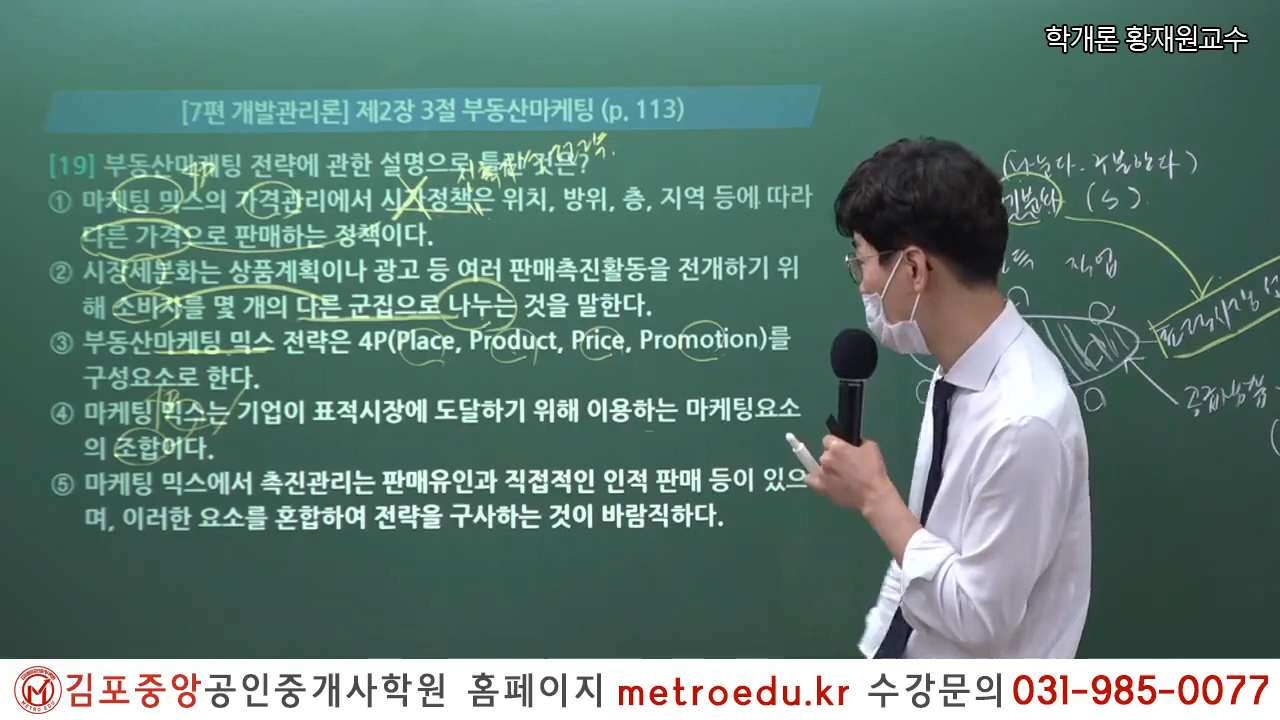 학개론 황재원교수
[7편 개발관리론] 제2장 3절 부동산마케팅 (p. 113)
[19] 부동산마케팅 전략에 관한 설명으로 틀린 것은?
① 마케팅 믹스의 가격관리에서 시가정책은 위치, 방위, 층, 지역 등에 따라
다른 가격으로 판매하는 정책이다.
② 시장세분화는 상품계획이나 광고 등 여러 판매촉진활동을 전개하기 위
해 소비자를 몇 개의 다른 군집으로 나누는 것을 말한다.
③ 부동산마케팅 믹스 전략은 4P(Place, Product, Price, Promotion)를
구성요소로 한다.
④ 마케팅 믹스는 기업이 표적시장에 도달하기 위해 이용하는 마케팅요소
의 조합이다.
⑤ 마케팅 믹스에서 촉진관리는 판매유인과 직접적인 인적 판매 등이 있으
며, 이러한 요소를 혼합하여 전략을 구사하는 것이 바람직하다.
4P
(나눈다. 구분한다)
(S)
직업
METRO EDU
김포중앙공인중개사학원 홈페이지 metroedu.kr 수강문의 031-985-0077